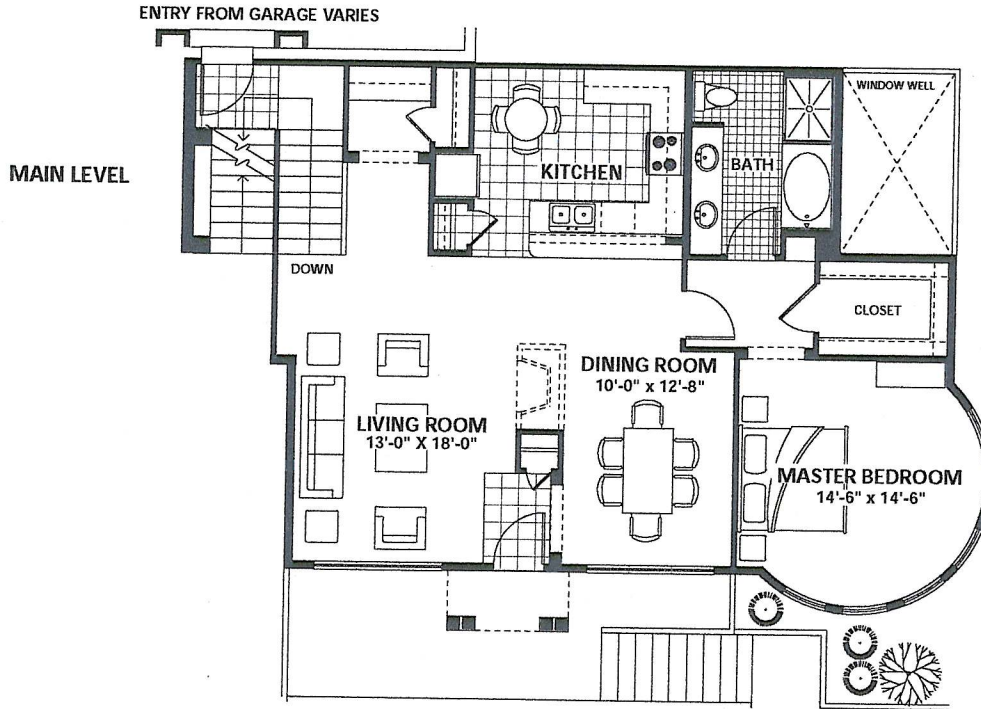 ENTRY FROM GARAGE VARIES
WINDOW WELL
MAIN LEVEL
KITCHEN
BATH
DOWN
CLOSET
DINING ROOM
10'-0" x 12'-8"
LIVING ROOM
13'-0" X 18'-0"
MASTER BEDROOM
14'-6" x 14'-6"